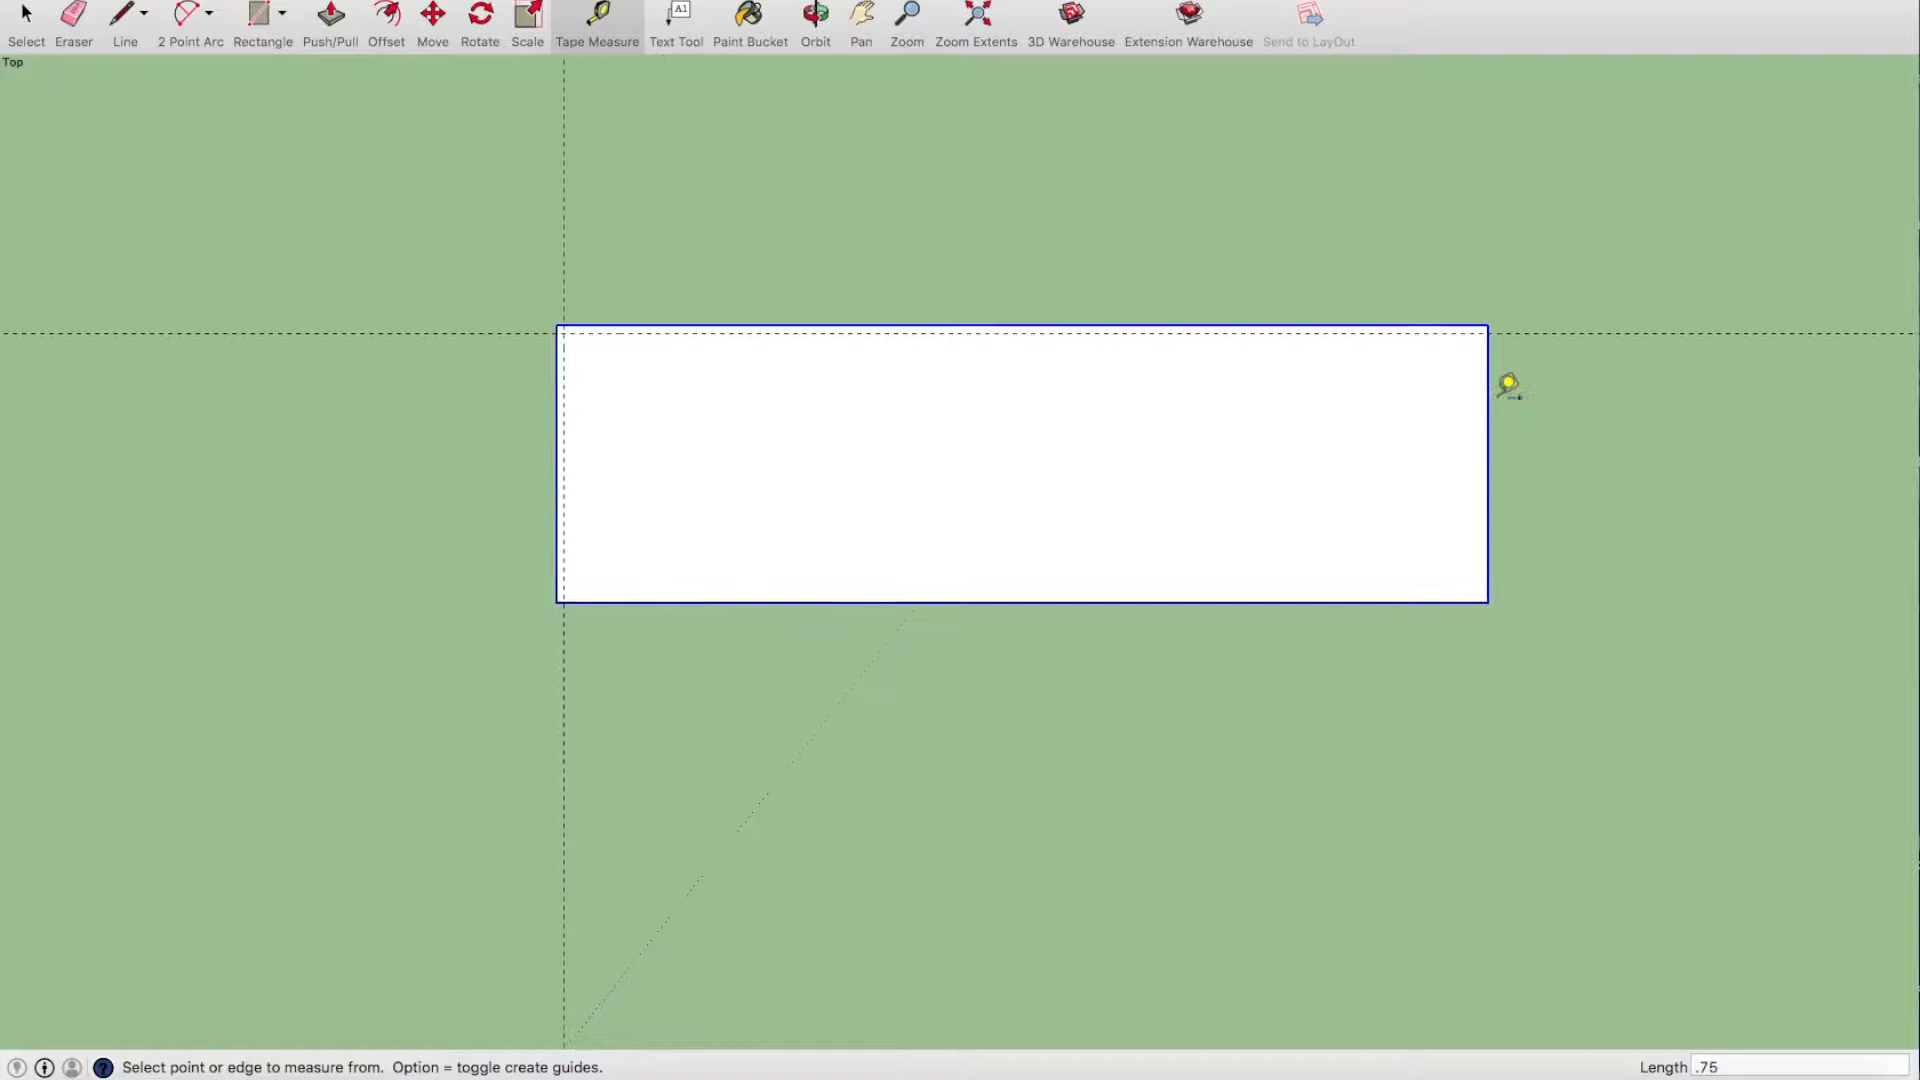 A1
Select Eraser Line 2 Point Arc Rectangle Push/Pull Offset Move Rotate Scale Tape Measure Text Tool Paint Bucket Orbit Pan Zoom Zoom Extents 3D Warehouse Extension Warehouse Send to LayOut
Top
? Select point or edge to measure from. Option = toggle create guides. Length .75